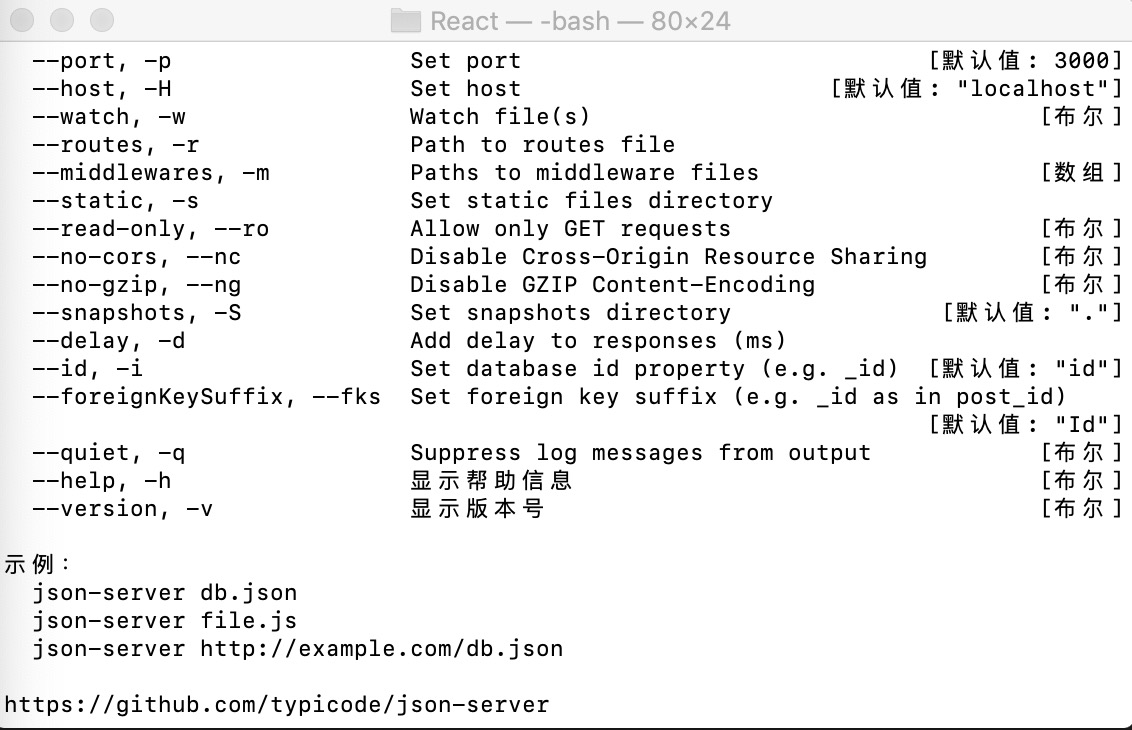 React — -bash — 80×24
--port, -p Set port [默认值: 3000]
--host, -H Set host [默认值: "localhost"]
--watch, -w Watch file(s) [布尔]
--routes, -r Path to routes file
--middlewares, -m Paths to middleware files [数组]
--static, -s Set static files directory
--read-only, --ro Allow only GET requests [布尔]
--no-cors, --nc Disable Cross-Origin Resource Sharing [布尔]
--no-gzip, --ng Disable GZIP Content-Encoding [布尔]
--snapshots, -S Set snapshots directory [默认值: "."]
--delay, -d Add delay to responses (ms)
--id, -i Set database id property (e.g. _id) [默认值: "id"]
--foreignKeySuffix, --fks Set foreign key suffix (e.g. _id as in post_id)
[默认值: "Id"]
--quiet, -q Suppress log messages from output [布尔]
--help, -h 显示帮助信息 [布尔]
--version, -v 显示版本号 [布尔]
示例：
json-server db.json
json-server file.js
json-server http://example.com/db.json
https://github.com/typicode/json-server